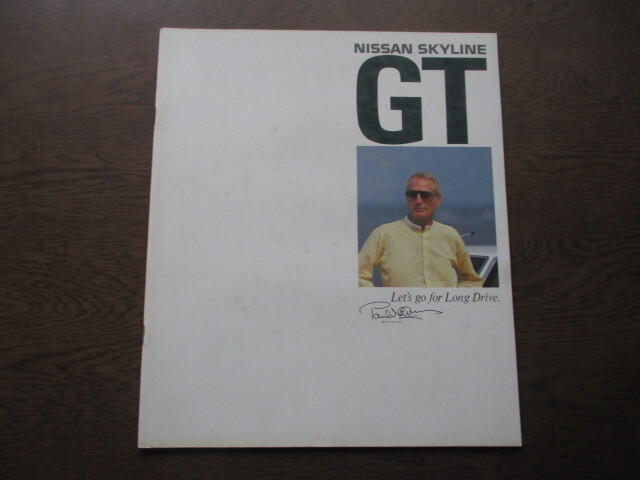 NISSAN SKYLINE
GT
Let's go for Long Drive.